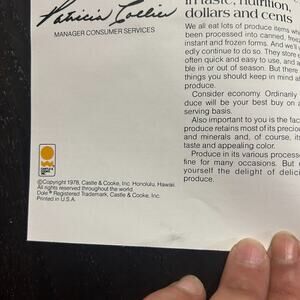 in taste, nutrition,
dollars and cents
Patricia Collier
MANAGER CONSUMER SERVICES
We all eat lots of produce items
been processed into canned,
instant and frozen forms. And we'll
edly continue to do so. They store
often quick and easy to use, and a
ble in or out of season. But there
things you should keep in mind a
produce.
Consider economy. Ordinarily
duce will be your best buy on
serving basis.
Also important to you is the fac
produce retains most of its preciou
and minerals and, of course, its
taste and appealing color.
Produce in its various process
fine for many occasions. But
yourself the delight of delici
produce.
©Copyright 1978, Castle & Cooke, Inc. Honolulu, Hawaii.
All rights reserved throughout the world.
Dole® Registered Trademark, Castle & Cooke, Inc.
Printed in U.S.A.